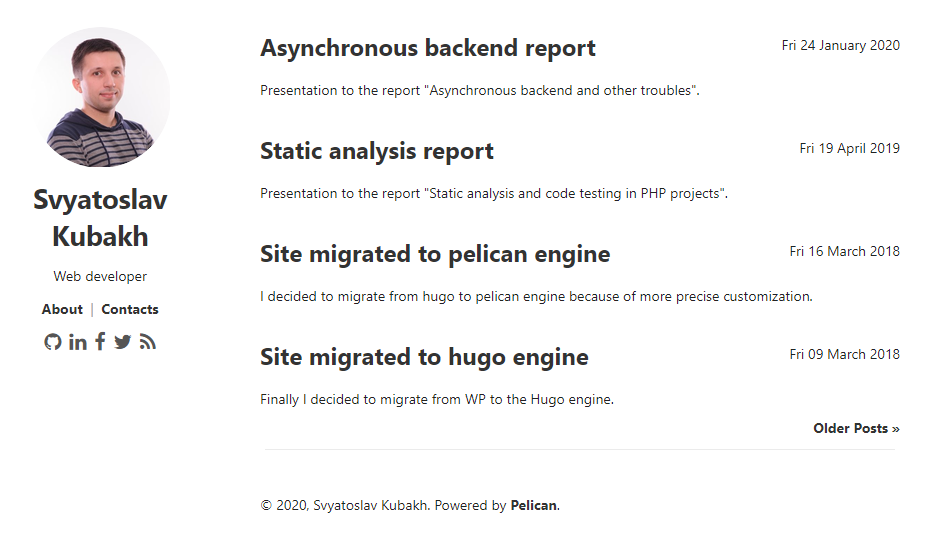 Svyatoslav
Kubakh
Web developer
About | Contacts
Asynchronous backend report
Fri 24 January 2020
Presentation to the report "Asynchronous backend and other troubles".
Static analysis report
Fri 19 April 2019
Presentation to the report "Static analysis and code testing in PHP projects".
Site migrated to pelican engine
Fri 16 March 2018
I decided to migrate from hugo to pelican engine because of more precise customization.
Site migrated to hugo engine
Fri 09 March 2018
Finally I decided to migrate from WP to the Hugo engine.
Older Posts »
© 2020, Svyatoslav Kubakh. Powered by Pelican.